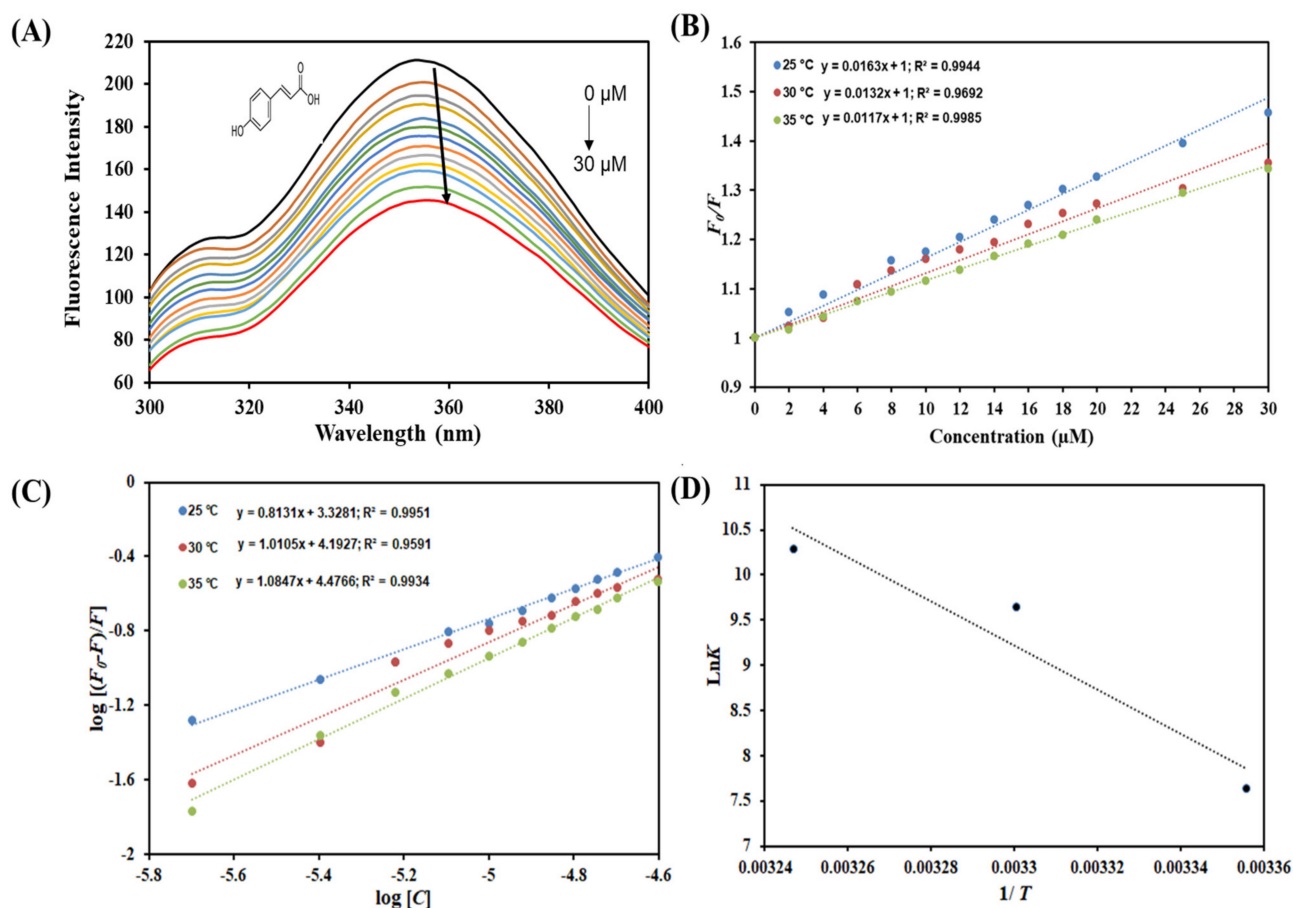 (A)
220
200
180
160
140
120
100
80
60
Fluorescence Intensity
O
OH
HO
0 µM
30 µM
300 320 340 360 380 400
Wavelength (nm)
(B)
1.6
1.5
1.4
1.3
1.2
1.1
1
0.9
F₀/F
25 °C y = 0.0163x + 1; R² = 0.9944
30 °C y = 0.0132x + 1; R² = 0.9692
35 °C y = 0.0117x + 1; R² = 0.9985
0 2 4 6 8 10 12 14 16 18 20 22 24 26 28 30
Concentration (µM)
(C)
0
-0.4
-0.8
-1.2
-1.6
-2
log [(F₀-F)/F]
25 °C y = 0.8131x + 3.3281; R² = 0.9951
30 °C y = 1.0105x + 4.1927; R² = 0.9591
35 °C y = 1.0847x + 4.4766; R² = 0.9934
-5.8 -5.6 -5.4 -5.2 -5 -4.8 -4.6
log [C]
(D)
11
10.5
10
9.5
9
8.5
8
7.5
7
LnK
0.00324 0.00326 0.00328 0.0033 0.00332 0.00334 0.00336
1/ T